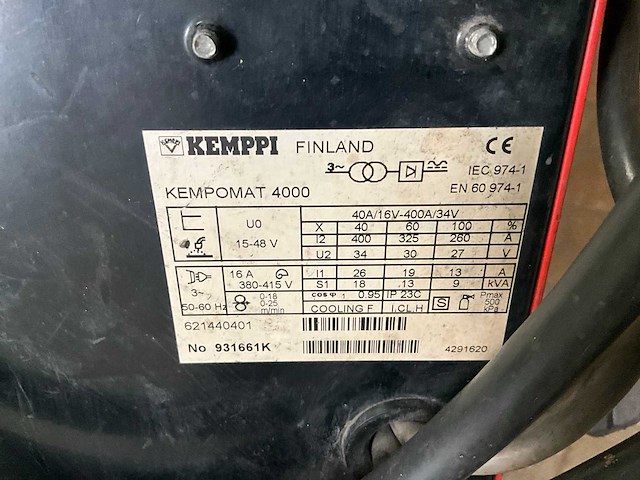 KEMPPI FINLAND CE
3~ IEC 974-1
KEMPOMAT 4000 EN 60 974-1
40A/16V-400A/34V
U0 X 40 60 100 %
15-48 V I2 400 325 260 A
U2 34 30 27 V
16 A I1 26 19 13 A
3~ 380-415 V S1 18 .13 9 kVA
50-60 Hz 0-18 0-25 m/min cos φ : 0.95 IP 23C S Pmax 500 kPa
COOLING F I.CL.H
621440401
No 931661K 4291620